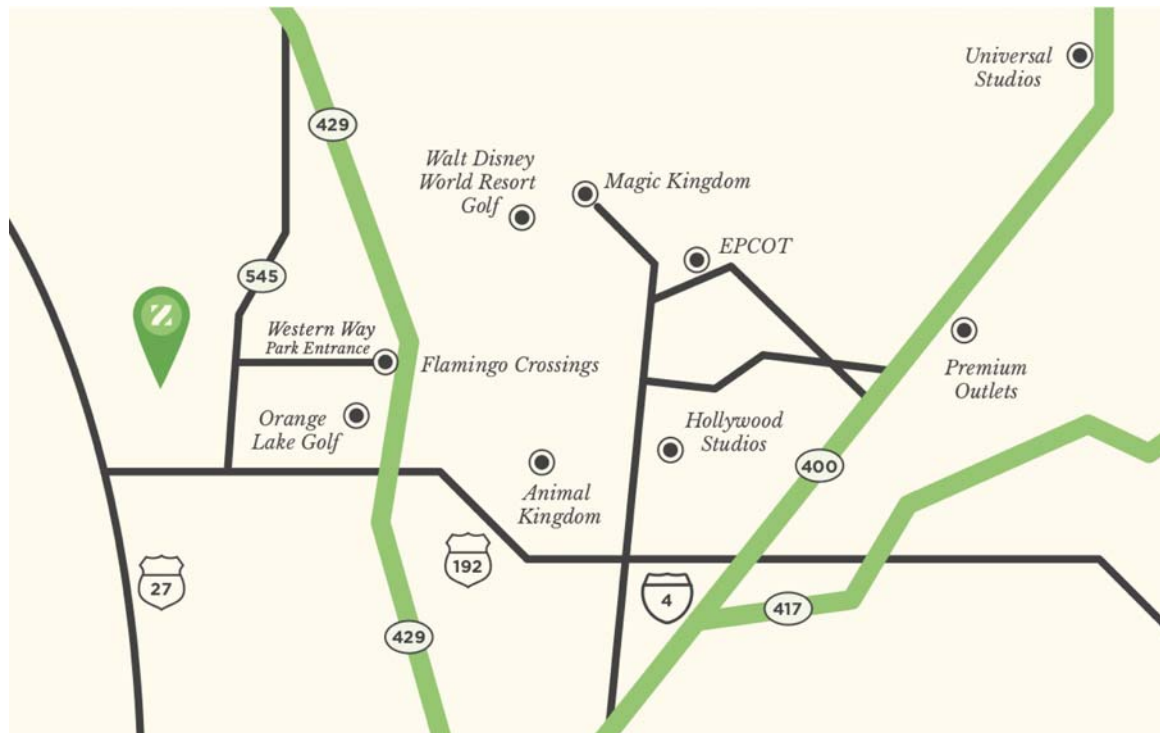 Universal
Studios
429
Walt Disney
World Resort
Golf
Magic Kingdom
EPCOT
545
Western Way
Park Entrance
Flamingo Crossings
Premium
Outlets
Orange
Lake Golf
Hollywood
Studios
400
Animal
Kingdom
192
27
4
417
429